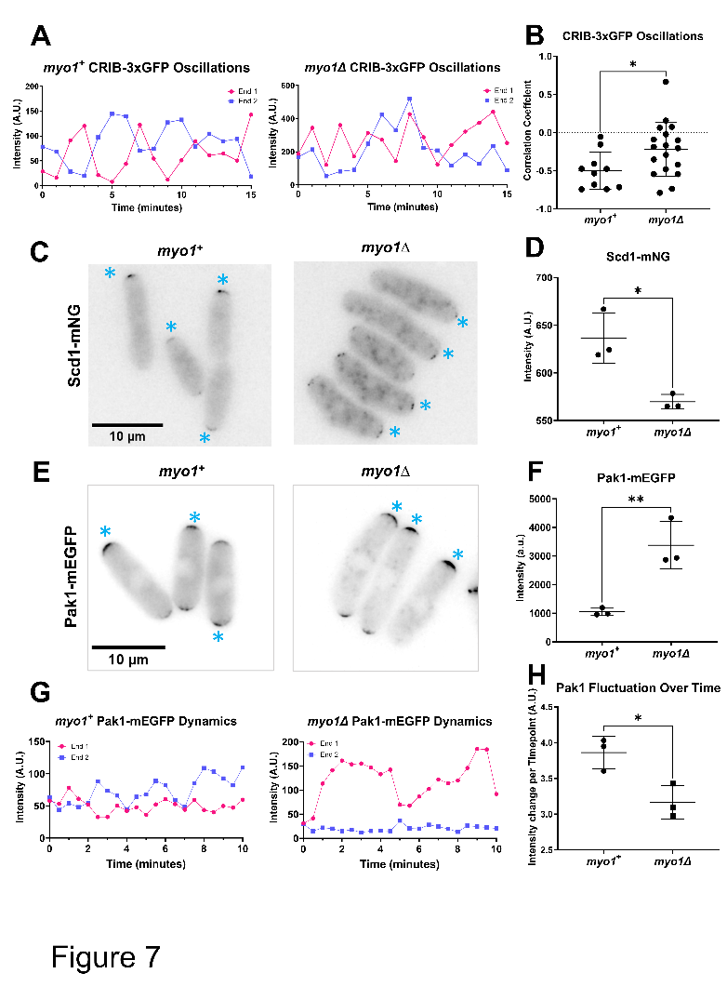 A
myo1+ CRIB-3xGFP Oscillations
End 1
End 2
Intensity (A.U.)
200
150
100
50
0
0 5 10 15
Time (minutes)
myo1Δ CRIB-3xGFP Oscillations
End 1
End 2
Intensity (A.U.)
600
400
200
0
0 5 10 15
Time (minutes)
B
CRIB-3xGFP Oscillations
*
Correlation Coeffcient
1.0
0.5
0.0
-0.5
-1.0
myo1+ myo1Δ
C
myo1+
myo1Δ
Scd1-mNG
* * * *
* * * *
10 µm
D
Scd1-mNG
*
Intensity (A.U.)
700
650
600
550
myo1+ myo1Δ
E
myo1+
myo1Δ
Pak1-mEGFP
* * *
* * *
10 µm
F
Pak1-mEGFP
**
Intensity (a.u.)
5000
4000
3000
2000
1000
0
myo1+ myo1Δ
G
myo1+ Pak1-mEGFP Dynamics
End 1
End 2
Intensity (A.U.)
150
100
50
0
0 2 4 6 8 10
Time (minutes)
myo1Δ Pak1-mEGFP Dynamics
End 1
End 2
Intensity (A.U.)
200
150
100
50
0
0 2 4 6 8 10
Time (minutes)
H
Pak1 Fluctuation Over Time
*
Intensity change per Timepoint (A.U.)
4.5
4.0
3.5
3.0
2.5
myo1+ myo1Δ
Figure 7